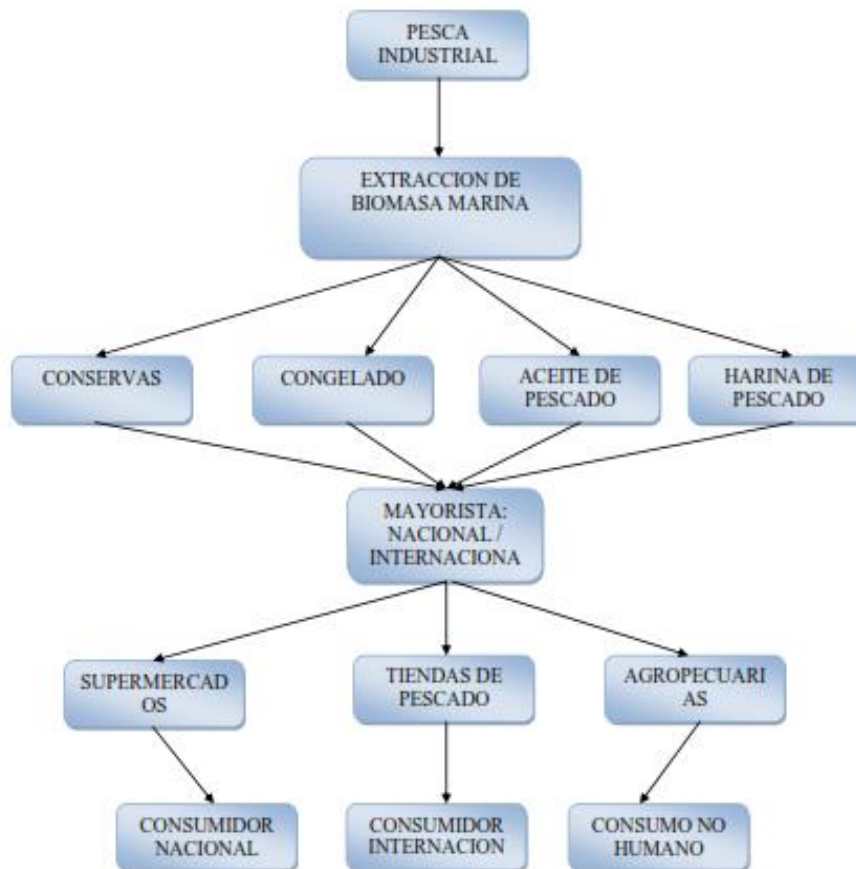 PESCA
INDUSTRIAL
EXTRACCION DE
BIOMASA MARINA
CONSERVAS
CONGELADO
ACEITE DE
PESCADO
HARINA DE
PESCADO
MAYORISTA:
NACIONAL /
INTERNACIONA
SUPERMERCAD
OS
TIENDAS DE
PESCADO
AGROPECUARI
AS
CONSUMIDOR
NACIONAL
CONSUMIDOR
INTERNACION
CONSUMO NO
HUMANO